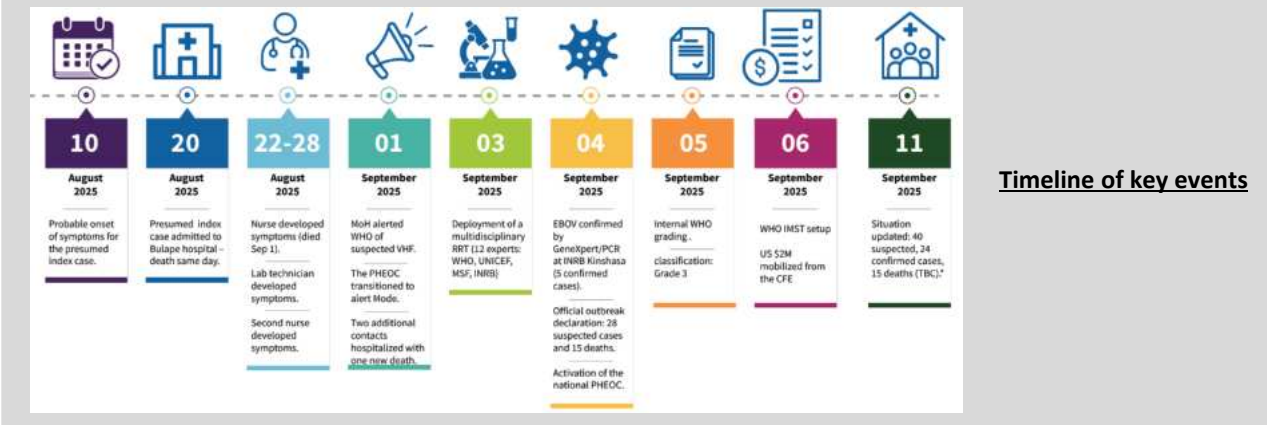 10
August
2025
Probable onset
of symptoms for
the presumed
index case.
20
August
2025
Presumed index
case admitted to
Bulape hospital –
death same day.
22-28
August
2025
Nurse developed
symptoms (died
Sep 1).
Lab technician
developed
symptoms.
Second nurse
developed
symptoms.
01
September
2025
MoH alerted
WHO of
suspected VHF.
The PHEOC
transitioned to
alert Mode.
Two additional
contacts
hospitalized with
one new death.
03
September
2025
Deployment of a
multidisciplinary
RRT (12 experts:
WHO, UNICEF,
MSF, INRB)
04
September
2025
EBOV confirmed
by
GeneXpert/PCR
at INRB Kinshasa
(5 confirmed
cases).
Official outbreak
declaration: 28
suspected cases
and 15 deaths.
Activation of the
national PHEOC.
05
September
2025
Internal WHO
grading .
classification:
Grade 3
$
06
September
2025
WHO IMST setup
US $2M
mobilized from
the CFE
11
September
2025
Situation
updated: 40
suspected, 24
confirmed cases,
15 deaths (TBC).*
Timeline of key events